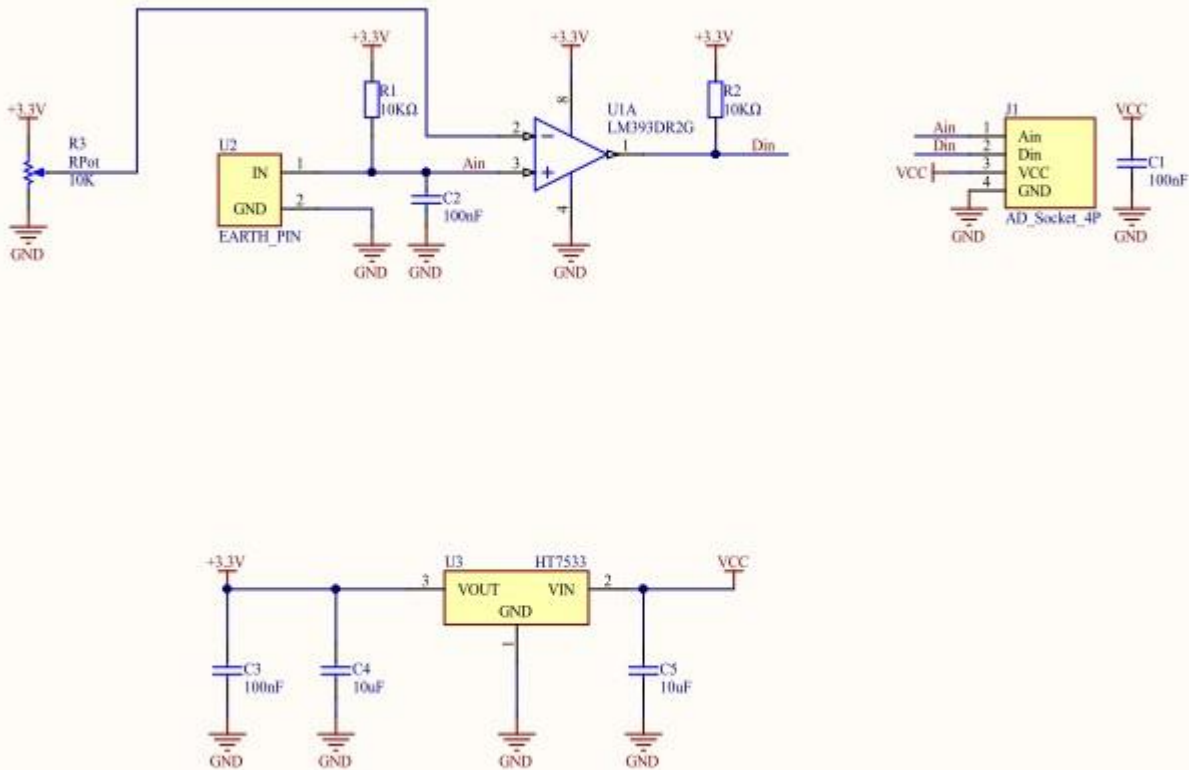 +3.3V
R3
RPot
10K
GND
U2
IN
GND
1
2
EARTH_PIN
GND
+3.3V
R1
10KΩ
Ain
C2
100nF
GND
+3.3V
8
U1A
LM393DR2G
2
3
1
4
GND
+3.3V
R2
10KΩ
Din
J1
Ain 1 Ain
Din 2 Din
VCC 3 VCC
4 GND
GND
AD_Socket_4P
VCC
C1
100nF
GND
+3.3V
U3 HT7533
VCC
3 VOUT VIN 2
GND
1
C3
100nF
GND
C4
10uF
GND
GND
C5
10uF
GND